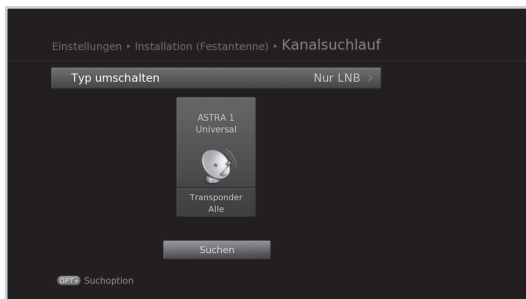 Einstellungen ▸ Installation (Festantenne) ▸ Kanalsuchlauf
Typ umschalten Nur LNB >
ASTRA 1
Universal
Transponder
Alle
Suchen
OPT+ Suchoption